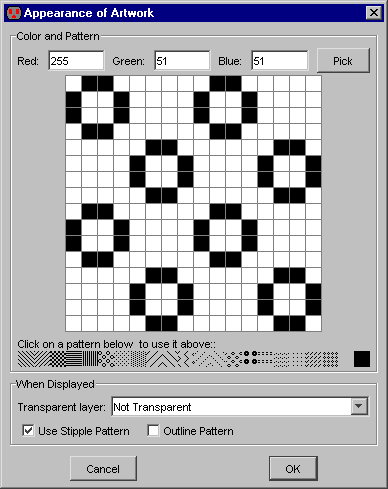 Appearance of Artwork
Color and Pattern
Red: 255 Green: 51 Blue: 51 Pick
Click on a pattern below to use it above::
When Displayed
Transparent layer: Not Transparent
Use Stipple Pattern Outline Pattern
Cancel OK